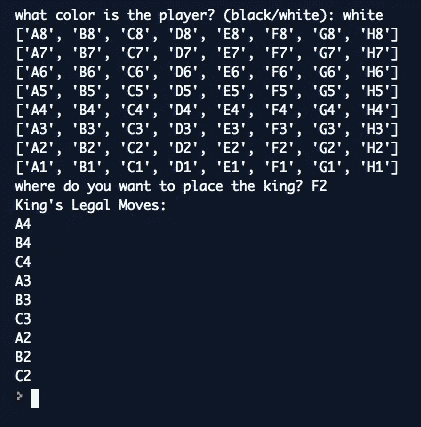 what color is the player? (black/white): white
['A8', 'B8', 'C8', 'D8', 'E8', 'F8', 'G8', 'H8']
['A7', 'B7', 'C7', 'D7', 'E7', 'F7', 'G7', 'H7']
['A6', 'B6', 'C6', 'D6', 'E6', 'F6', 'G6', 'H6']
['A5', 'B5', 'C5', 'D5', 'E5', 'F5', 'G5', 'H5']
['A4', 'B4', 'C4', 'D4', 'E4', 'F4', 'G4', 'H4']
['A3', 'B3', 'C3', 'D3', 'E3', 'F3', 'G3', 'H3']
['A2', 'B2', 'C2', 'D2', 'E2', 'F2', 'G2', 'H2']
['A1', 'B1', 'C1', 'D1', 'E1', 'F1', 'G1', 'H1']
where do you want to place the king? F2
King's Legal Moves:
A4
B4
C4
A3
B3
C3
A2
B2
C2
>